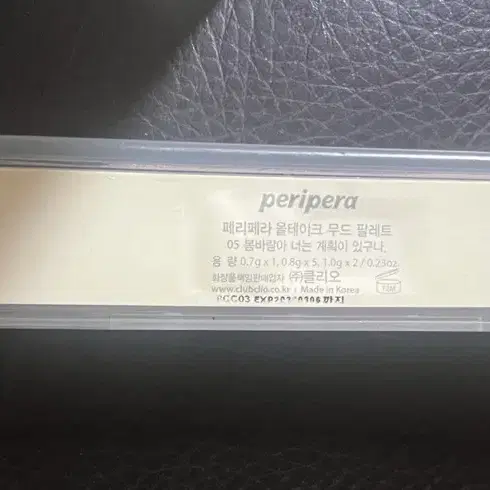 peripera
페리페라 올테이크 무드 팔레트
05 봄바람아 너는 계획이 있구나.
용 량 0.7g x 1, 0.8g x 5, 1.0g x 2 / 0.23oz.
화장품책임판매업자 (주)클리오
www.clubclio.co.kr | Made in Korea
까지